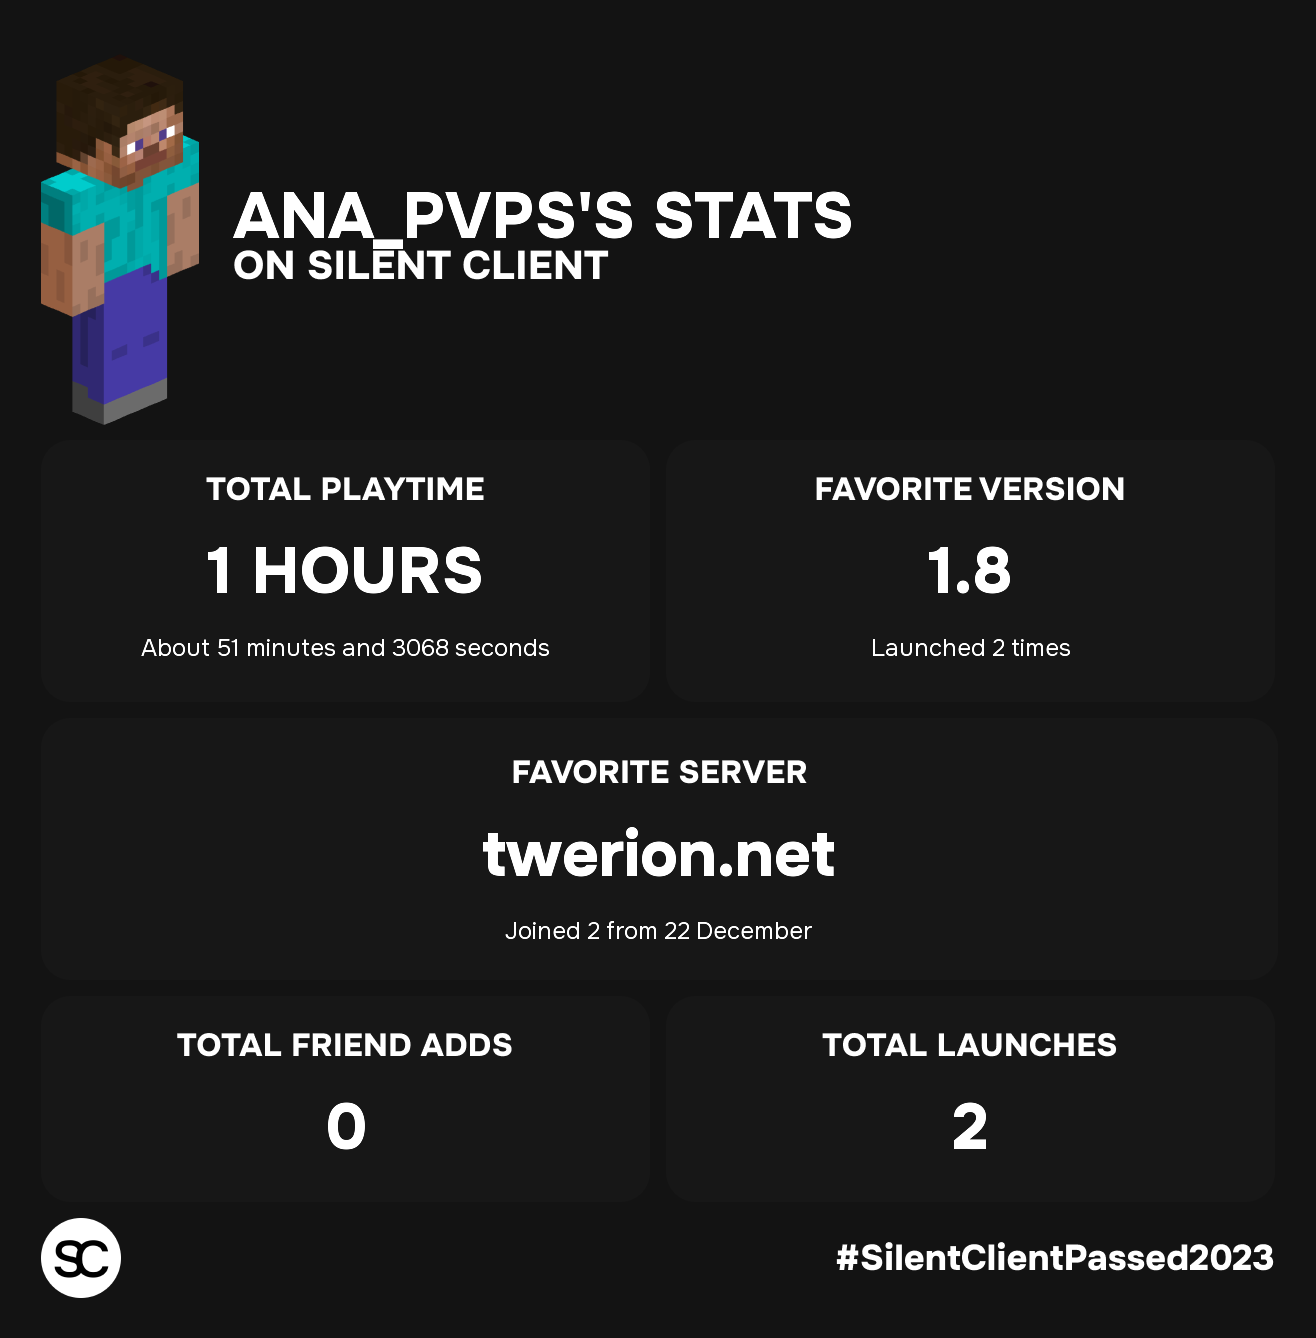 ANA_PVPS'S STATS
ON SILENT CLIENT
TOTAL PLAYTIME
1 HOURS
About 51 minutes and 3068 seconds
FAVORITE VERSION
1.8
Launched 2 times
FAVORITE SERVER
twerion.net
Joined 2 from 22 December
TOTAL FRIEND ADDS
0
TOTAL LAUNCHES
2
SC
#SilentClientPassed2023